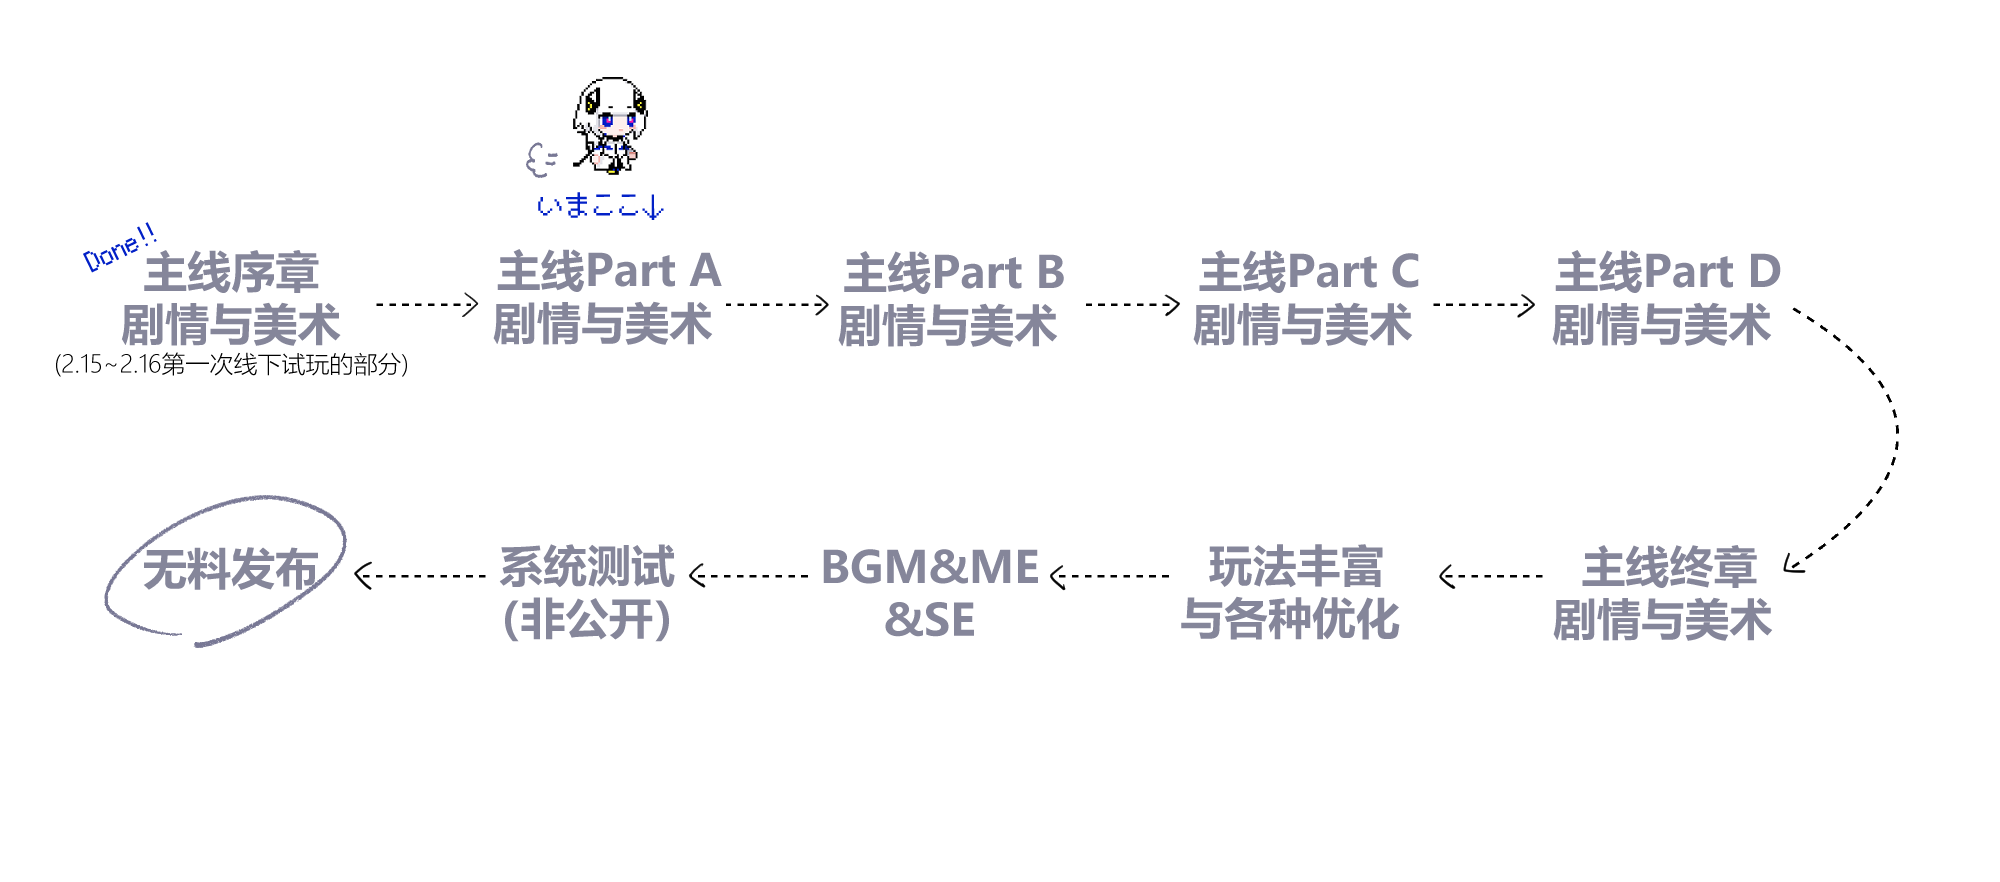 いまここ↓
Done!!
主线序章
剧情与美术
(2.15~2.16第一次线下试玩的部分)
主线Part A
剧情与美术
主线Part B
剧情与美术
主线Part C
剧情与美术
主线Part D
剧情与美术
主线终章
剧情与美术
玩法丰富
与各种优化
BGM&ME
&SE
系统测试
(非公开)
无料发布